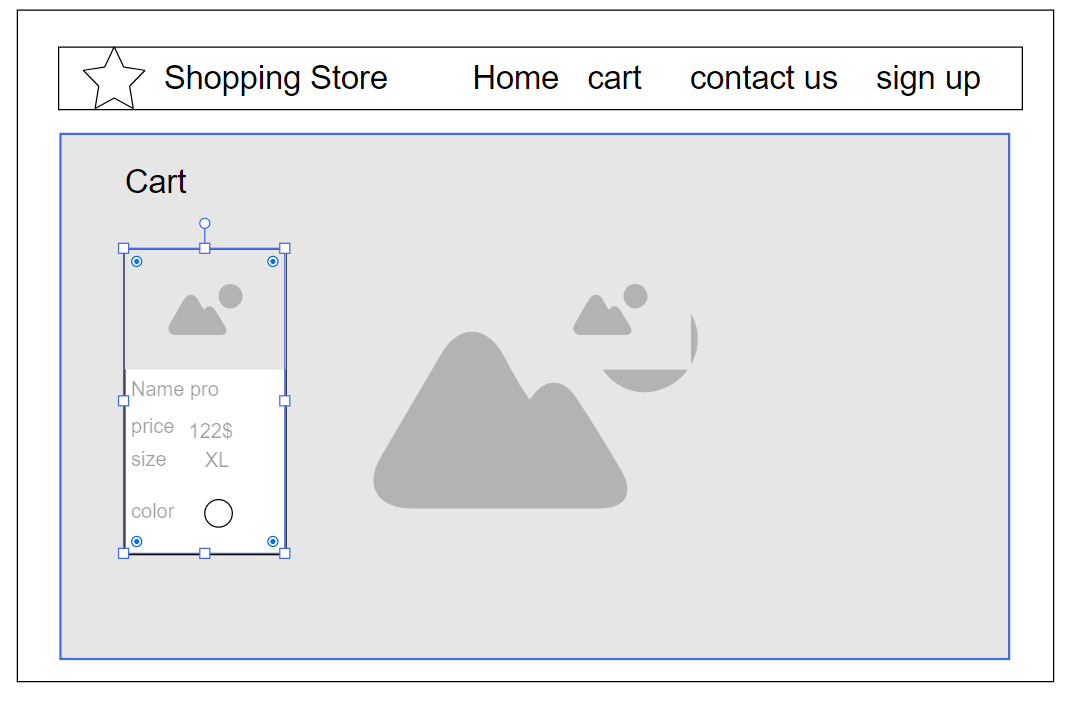 Shopping Store Home cart contact us sign up
Cart
Name pro
price 122$
size XL
color